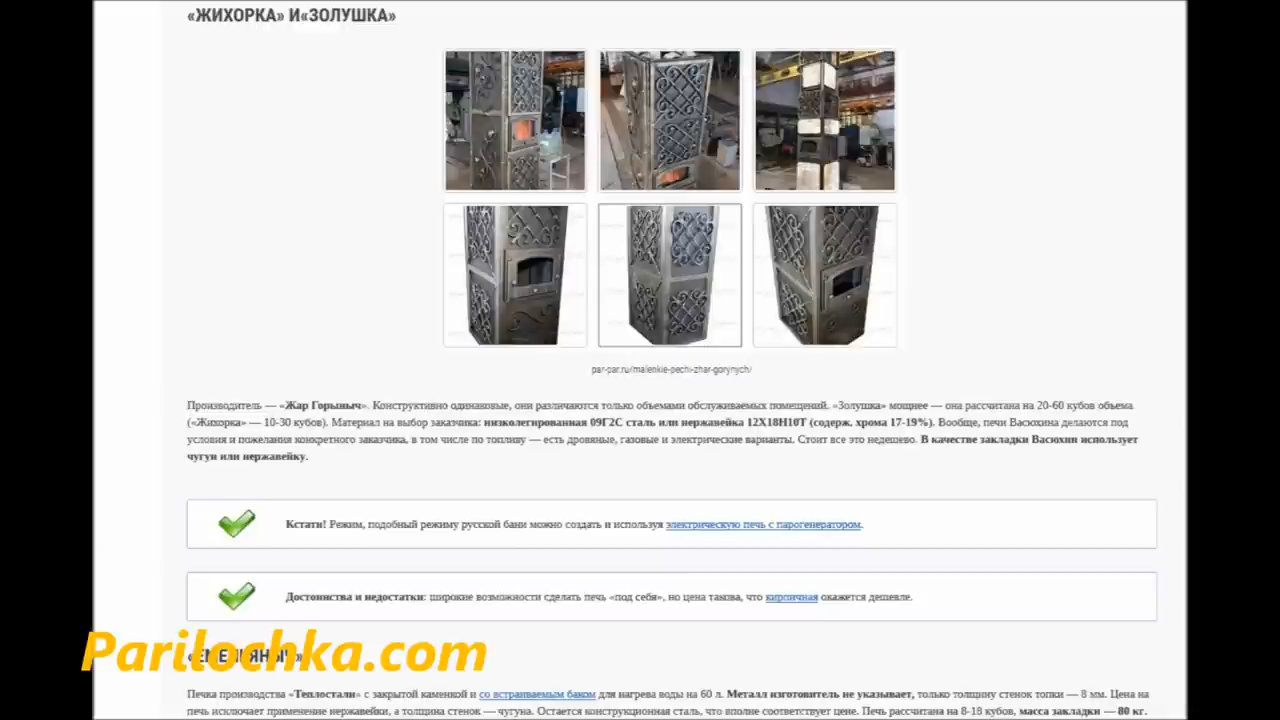 «ЖИХОРКА» И«ЗОЛУШКА»
par-par.ru/malenkie-pechi-zhar-gorynych/
Производитель — «Жар Горыныч». Конструктивно одинаковые, они различаются только объемами обслуживаемых помещений. «Золушка» мощнее — она рассчитана на 20-60 кубов объема
(«Жихорка» — 10-30 кубов). Материал на выбор заказчика: низколегированная 09Г2С сталь или нержавейка 12Х18Н10Т (содерж. хрома 17-19%). Вообще, печи Васюхина делаются под
условия и пожелания конкретного заказчика, в том числе по топливу — есть дровяные, газовые и электрические варианты. Стоит все это недешево. В качестве закладки Васюхин использует
чугун или нержавейку.
Кстати! Режим, подобный режиму русской бани можно создать и используя электрическую печь с парогенератором.
Достоинства и недостатки: широкие возможности сделать печь «под себя», но цена такова, что кирпичная окажется дешевле.
Parilochka.com
Печка производства «Теплостали» с закрытой каменкой и со встраиваемым баком для нагрева воды на 60 л. Металл изготовитель не указывает, только толщину стенок топки — 8 мм. Цена на
печь исключает применение нержавейки, а толщина стенок — чугуна. Остается конструкционная сталь, что вполне соответствует цене. Печь рассчитана на 8-18 кубов, масса закладки — 80 кг.